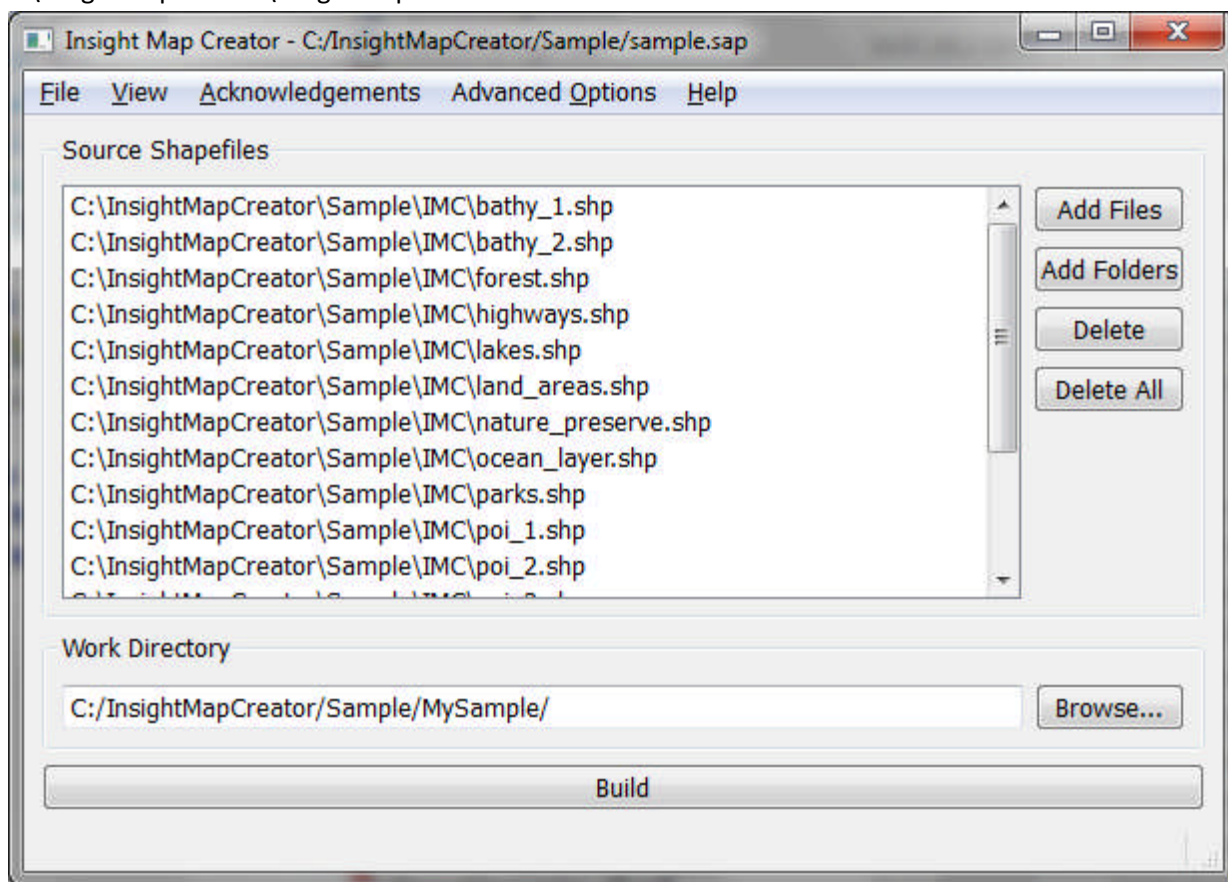 Insight Map Creator - C:/InsightMapCreator/Sample/sample.sap
File View Acknowledgements Advanced Options Help
Source Shapefiles
C:\InsightMapCreator\Sample\IMC\bathy_1.shp
C:\InsightMapCreator\Sample\IMC\bathy_2.shp
C:\InsightMapCreator\Sample\IMC\forest.shp
C:\InsightMapCreator\Sample\IMC\highways.shp
C:\InsightMapCreator\Sample\IMC\lakes.shp
C:\InsightMapCreator\Sample\IMC\land_areas.shp
C:\InsightMapCreator\Sample\IMC\nature_preserve.shp
C:\InsightMapCreator\Sample\IMC\ocean_layer.shp
C:\InsightMapCreator\Sample\IMC\parks.shp
C:\InsightMapCreator\Sample\IMC\poi_1.shp
C:\InsightMapCreator\Sample\IMC\poi_2.shp
Add Files
Add Folders
Delete
Delete All
Work Directory
C:/InsightMapCreator/Sample/MySample/
Browse...
Build